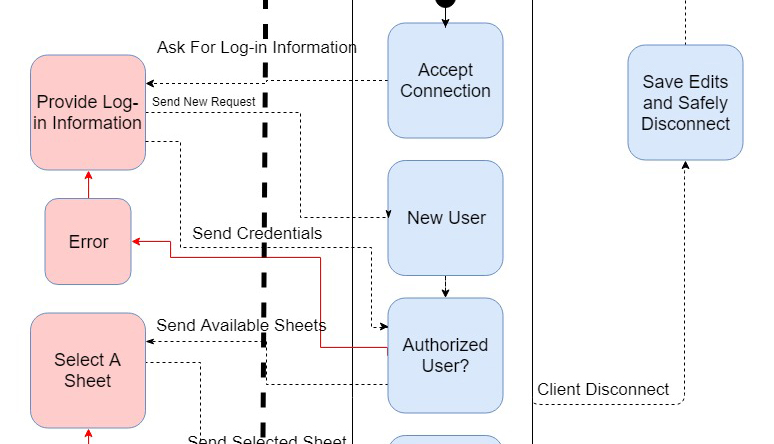 Ask For Log-in Information
Accept
Connection
Save Edits
and Safely
Disconnect
Provide Log-
in Information
Send New Request
New User
Send Credentials
Error
Send Available Sheets
Authorized
User?
Select A
Sheet
Client Disconnect
Send Selected Sheet